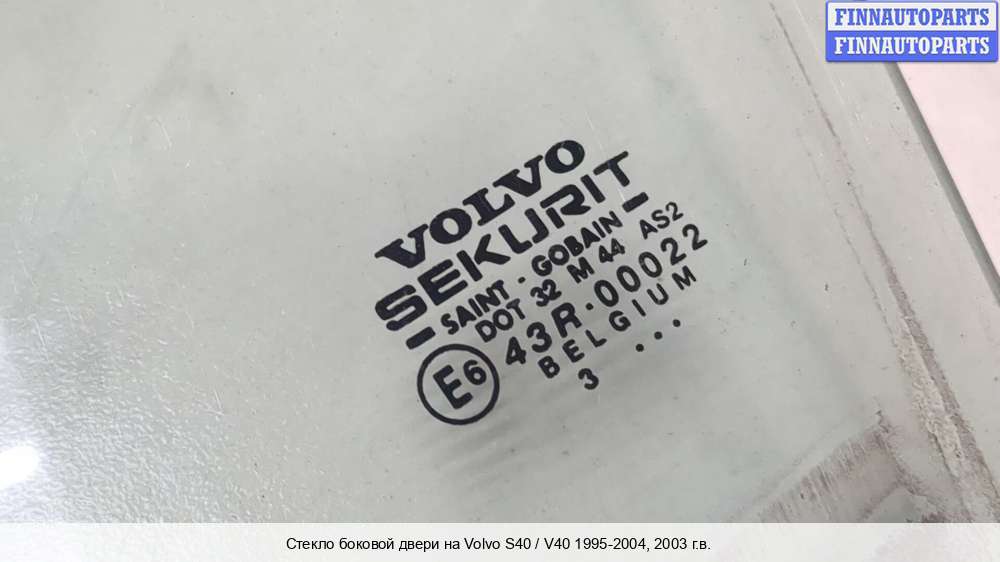 FINNAUTOPARTS
FINNAUTOPARTS
VOLVO
SEKURIT
SAINT - GOBAIN
DOT 32 M 44 AS2
E6 43R-00022
BELGIUM
3 ...
Стекло боковой двери на Volvo S40 / V40 1995-2004, 2003 г.в.